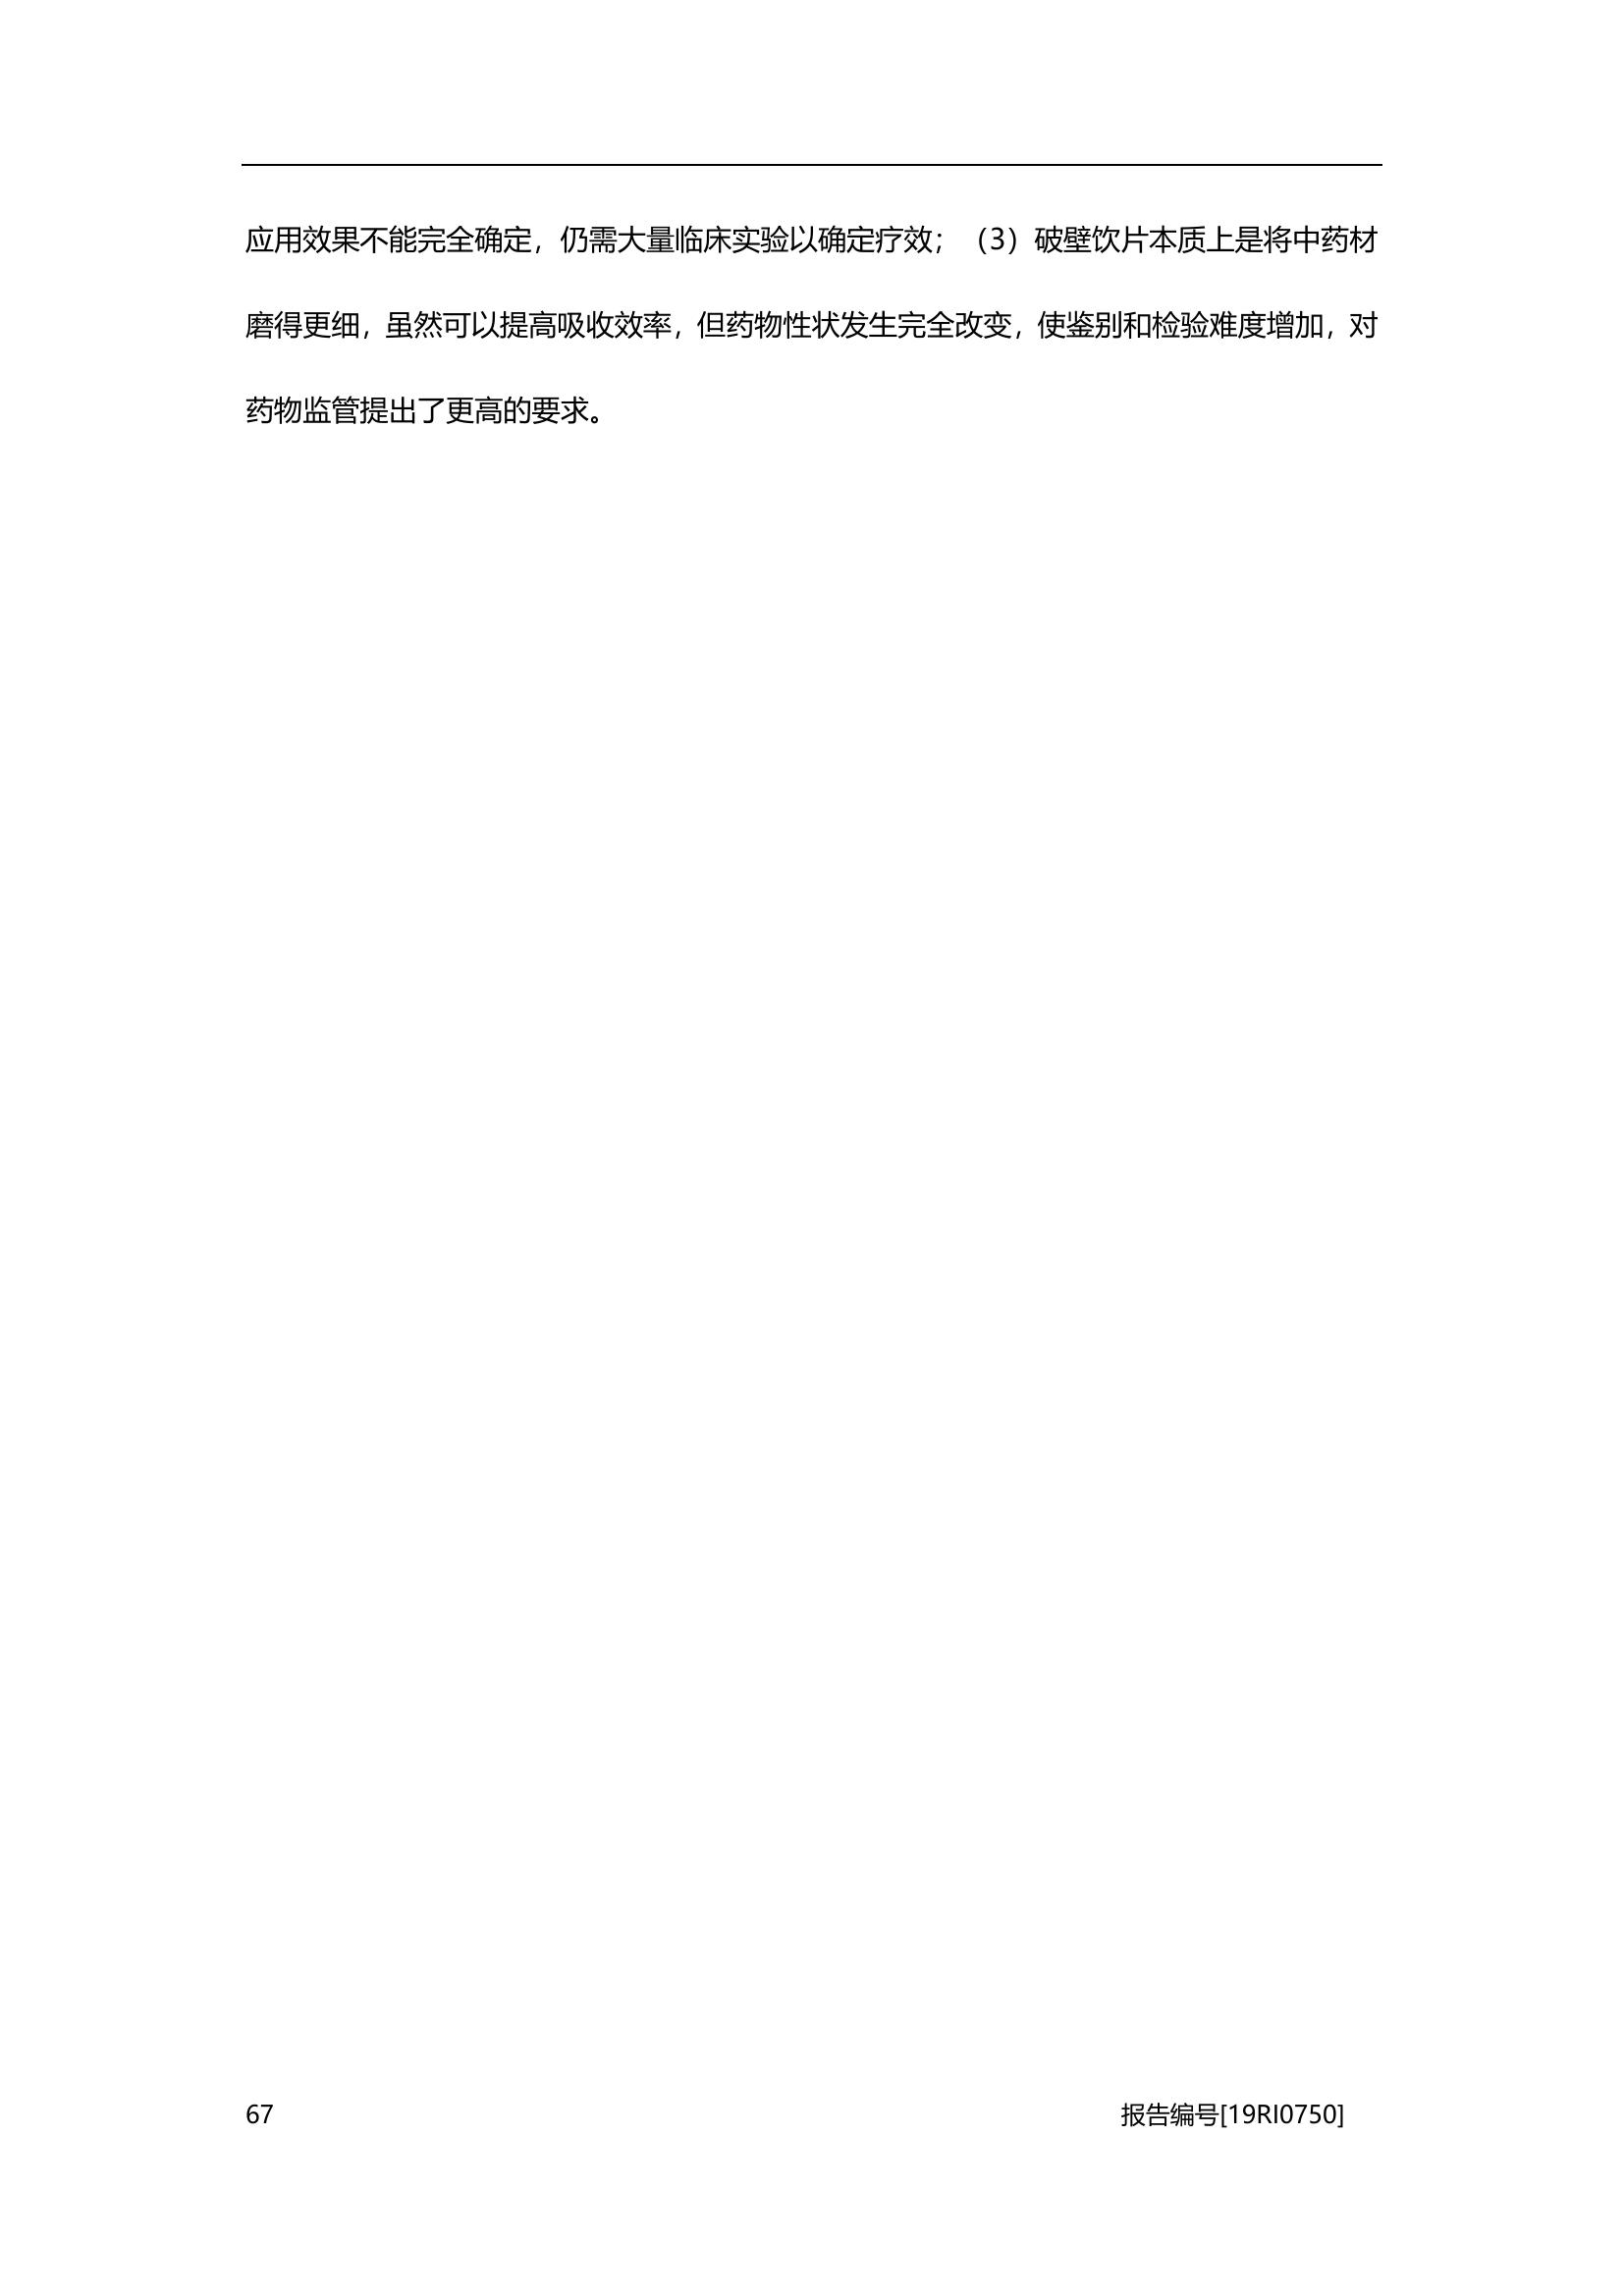 应用效果不能完全确定，仍需大量临床实验以确定疗效；（3）破壁饮片本质上是将中药材
磨得更细，虽然可以提高吸收效率，但药物性状发生完全改变，使鉴别和检验难度增加，对
药物监管提出了更高的要求。
67
报告编号[19RI0750]